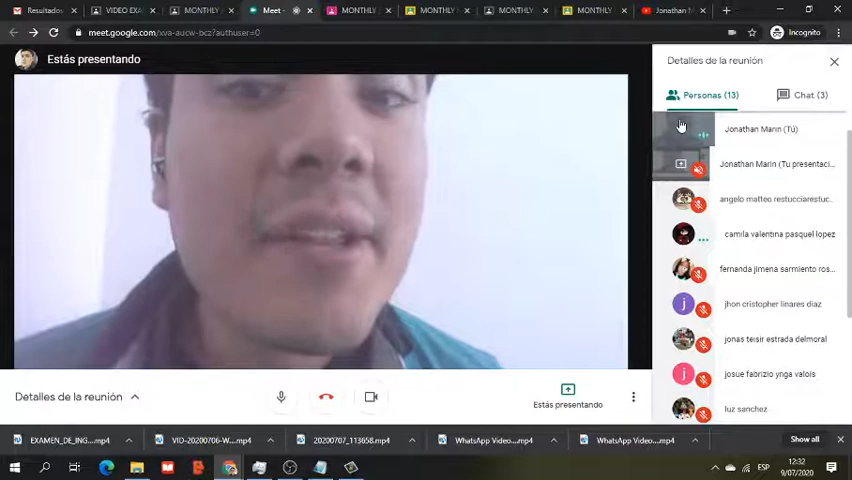 Resultados
VIDEO EXA
MONTHLY
Meet -
MONTHLY
MONTHLY
MONTHLY
MONTHLY
Jonathan M
meet.google.com/xva-aucw-bcz?authuser=0
Incognito
Estás presentando
Detalles de la reunión
Personas (13)
Chat (3)
Jonathan Marin (Tú)
Jonathan Marin (Tu presentaci...
angelo matteo restucciarestuc...
camila valentina pasquel lopez
fernanda jimena sarmiento ros...
j
jhon cristopher linares diaz
jonas teisir estrada delmoral
j
josue fabrizio ynga valois
luz sanchez
Detalles de la reunión
Estás presentando
EXAMEN_DE_ING....mp4
VID-20200706-W....mp4
20200707_113658.mp4
WhatsApp Video....mp4
WhatsApp Video....mp4
Show all
ESP
12:32
9/07/2020